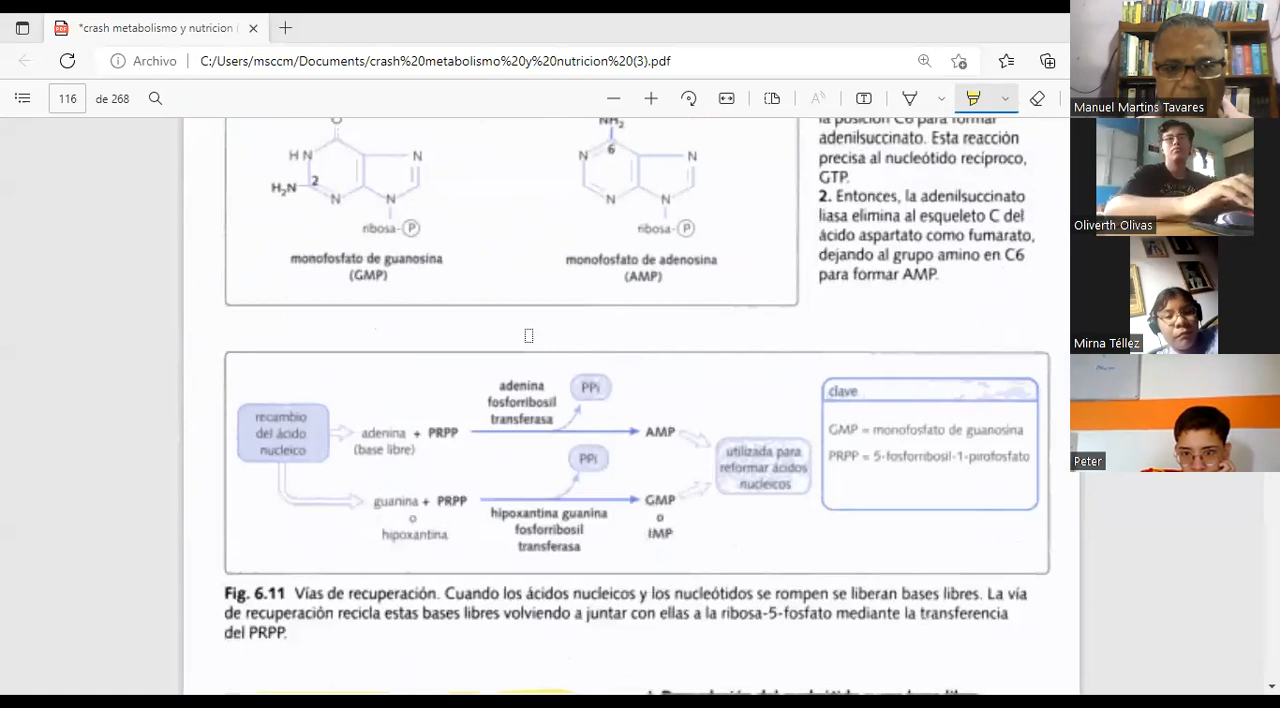 *crash metabolismo y nutricion (
Archivo
C:/Users/msccm/Documents/crash%20metabolismo%20y%20nutricion%20(3).pdf
116
de 268
Manuel Martins Tavares
Oliverth Olivas
Mirna Téllez
Peter
O
HN
N
H₂N
2
N
N
ribosa-P
monofosfato de guanosina
(GMP)
NH₂
6
N
N
N
N
ribosa-P
monofosfato de adenosina
(AMP)
la posición C6 para formar
adenilsuccinato. Esta reacción
precisa al nucleótido recíproco,
GTP.
2. Entonces, la adenilsuccinato
liasa elimina al esqueleto C del
ácido aspartato como fumarato,
dejando al grupo amino en C6
para formar AMP.
recambio
del ácido
nucleico
adenina + PRPP
(base libre)
adenina
fosforribosil
transferasa
PPi
AMP
guanina + PRPP
o
hipoxantina
PPi
hipoxantina guanina
fosforribosil
transferasa
GMP
o
IMP
utilizada para
reformar ácidos
nucleicos
clave
GMP = monofosfato de guanosina
PRPP = 5-fosforribosil-1-pirofosfato
Fig. 6.11 Vías de recuperación. Cuando los ácidos nucleicos y los nucleótidos se rompen se liberan bases libres. La vía
de recuperación recicla estas bases libres volviendo a juntar con ellas a la ribosa-5-fosfato mediante la transferencia
del PRPP.